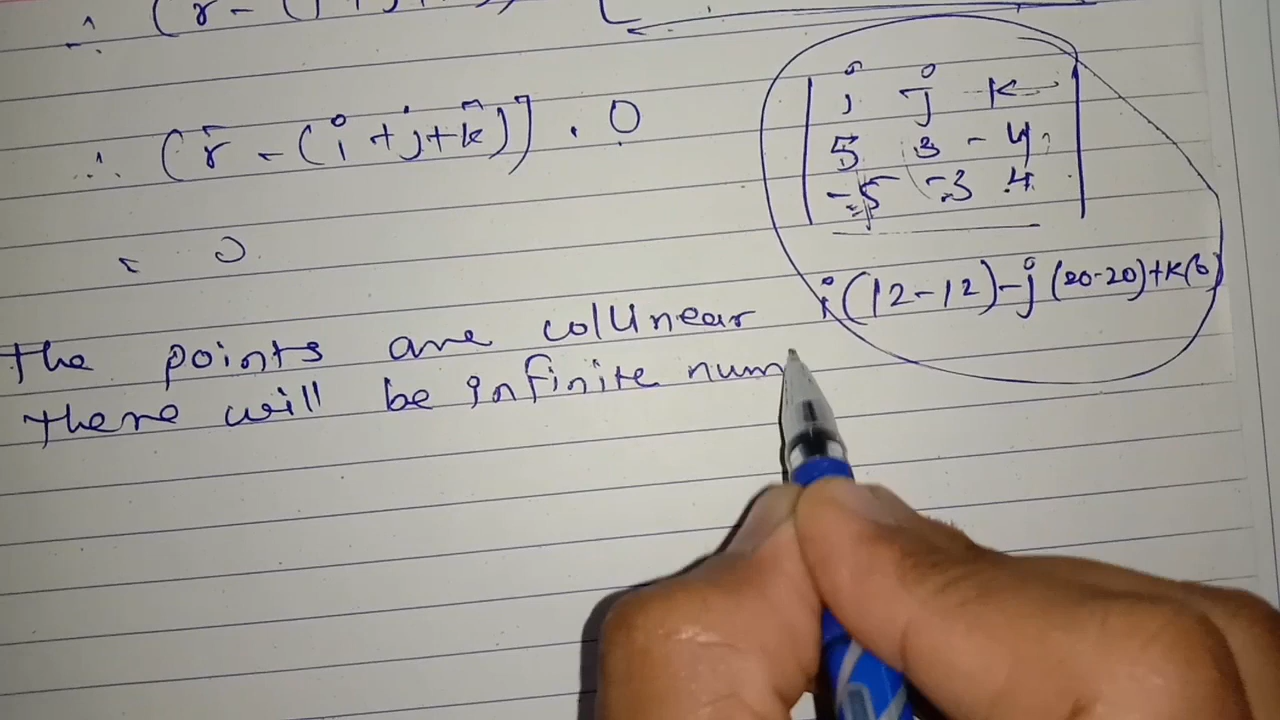 ∴ (r̄ - (i + j + k̂)] . 0
= 0
i j k
5 3 - 4
-5 -3 4
i(12-12)-j(20-20)+k(0)
the points are collinear
there will be infinite num